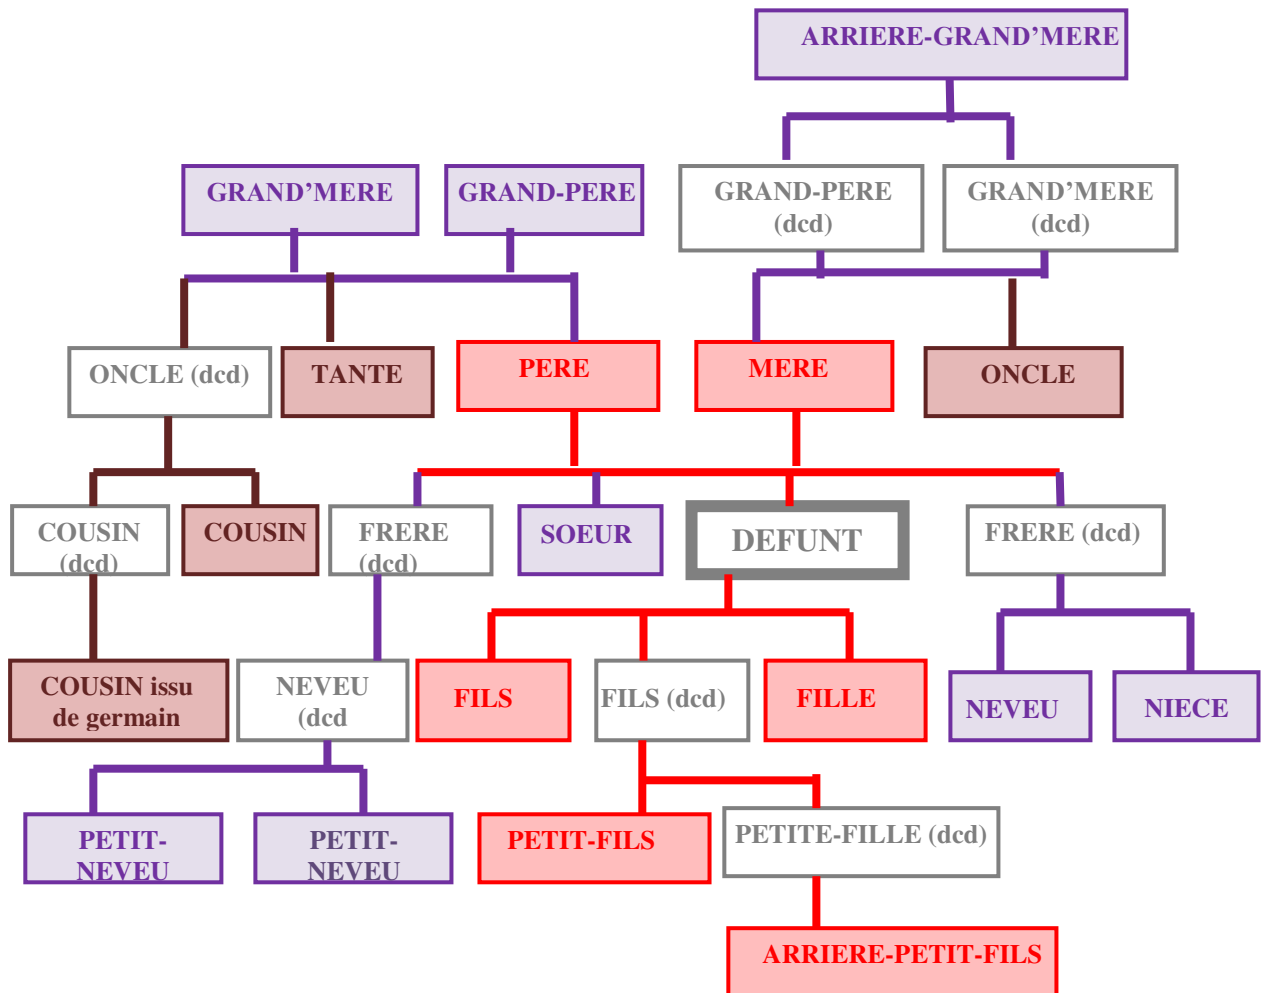 ARRIERE-GRAND’MERE
GRAND’MERE
GRAND-PERE
GRAND-PERE
(dcd)
GRAND’MERE
(dcd)
ONCLE (dcd)
TANTE
PERE
MERE
ONCLE
COUSIN
(dcd)
COUSIN
FRERE
(dcd)
SOEUR
DEFUNT
FRERE (dcd)
COUSIN issu
de germain
NEVEU
(dcd
FILS
FILS (dcd)
FILLE
NEVEU
NIECE
PETIT-
NEVEU
PETIT-
NEVEU
PETIT-FILS
PETITE-FILLE (dcd)
ARRIERE-PETIT-FILS